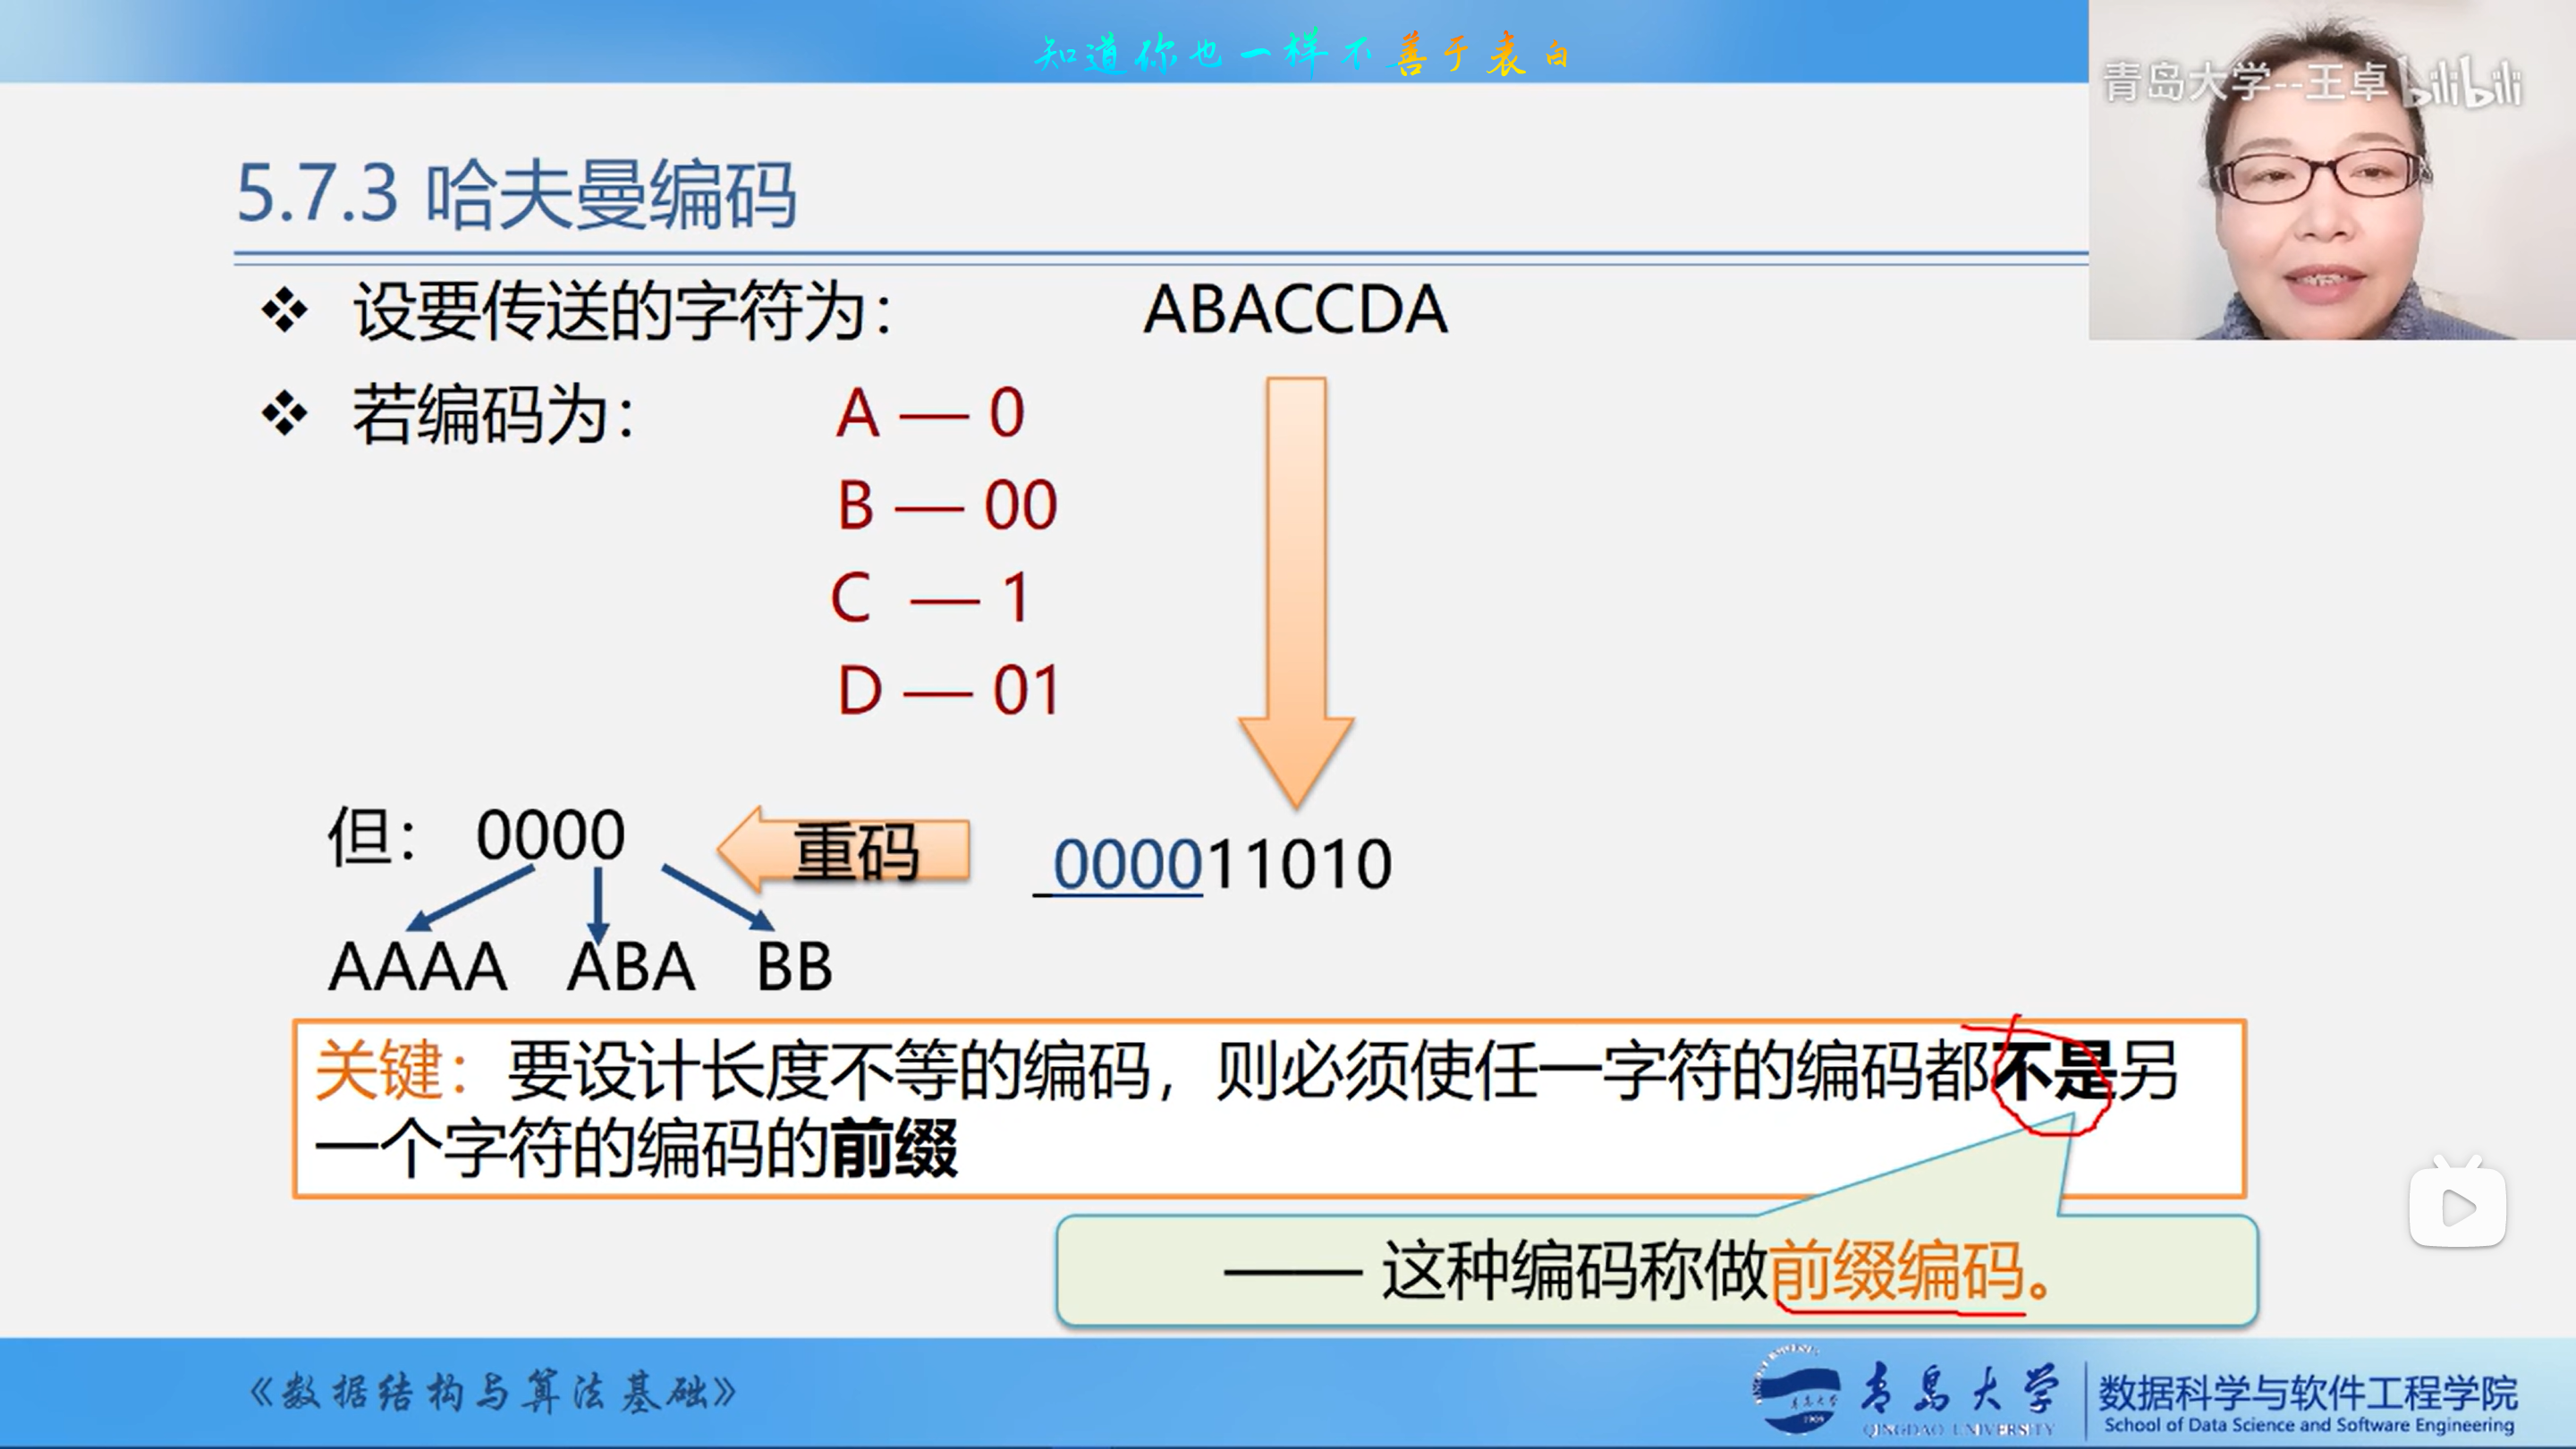 知道你也一样不善于表白
青岛大学--王卓 bilibili
5.7.3 哈夫曼编码
❖ 设要传送的字符为： ABACCDA
❖ 若编码为： A — 0
B — 00
C — 1
D — 01
但： 0000 重码 000011010
AAAA ABA BB
关键：要设计长度不等的编码，则必须使任一字符的编码都不是另
一个字符的编码的前缀
—— 这种编码称做前缀编码。
《数据结构与算法基础》
青岛大学
QINGDAO UNIVERSITY
数据科学与软件工程学院
School of Data Science and Software Engineering